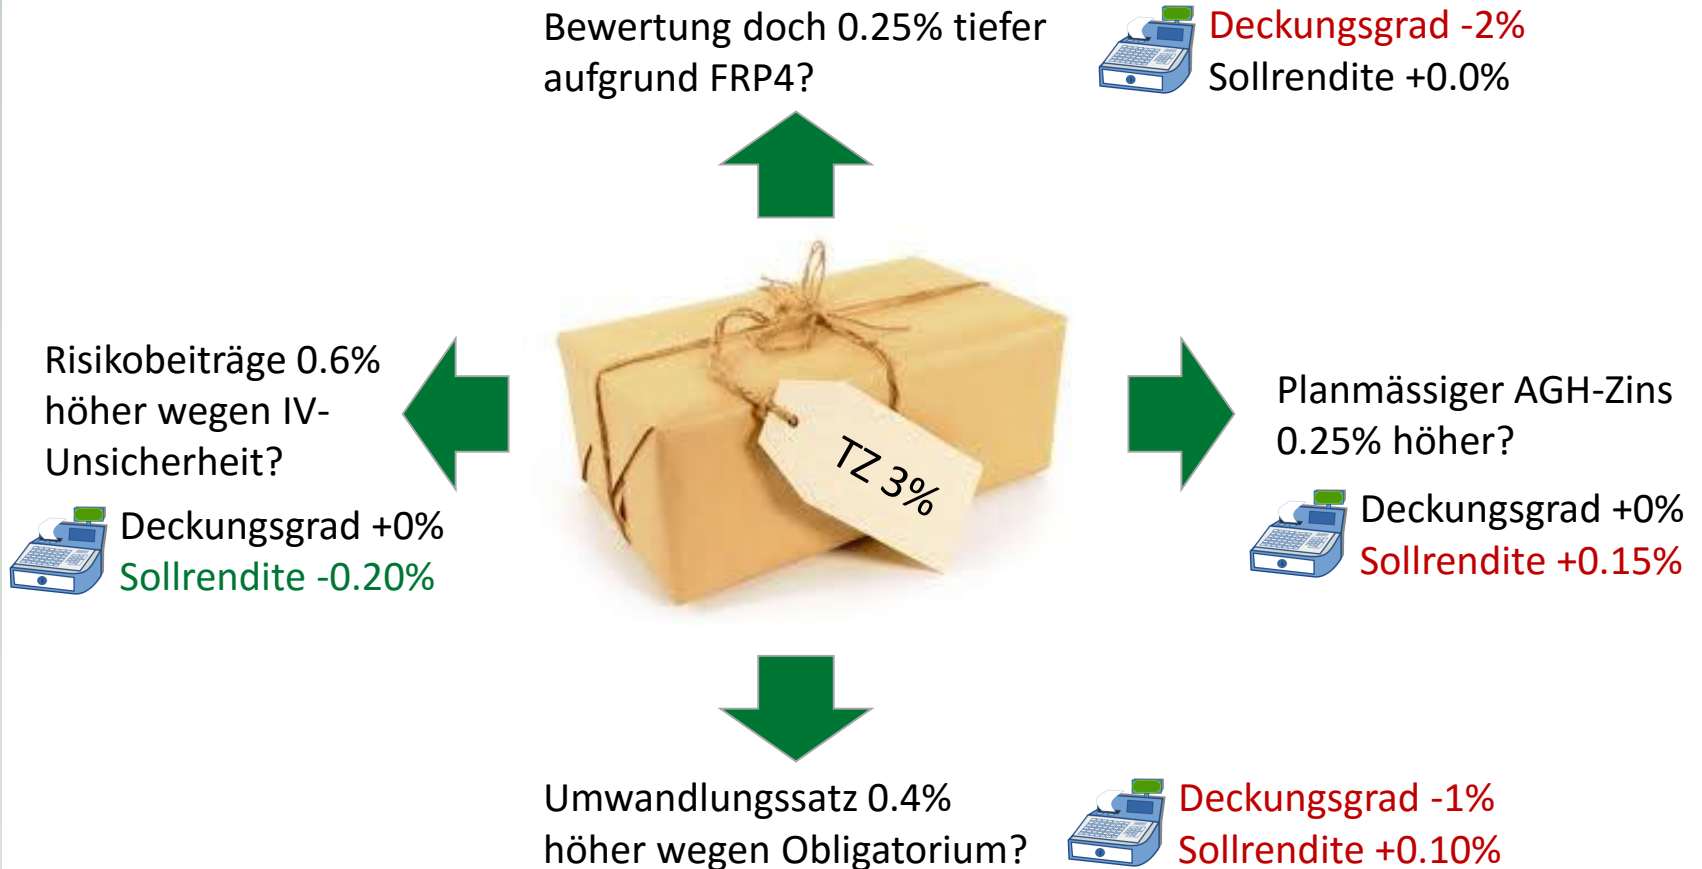 Bewertung doch 0.25% tiefer
aufgrund FRP4?
Deckungsgrad -2%
Sollrendite +0.0%
Risikobeiträge 0.6%
höher wegen IV-
Unsicherheit?
Deckungsgrad +0%
Sollrendite -0.20%
TZ 3%
Planmässiger AGH-Zins
0.25% höher?
Deckungsgrad +0%
Sollrendite +0.15%
Umwandlungssatz 0.4%
höher wegen Obligatorium?
Deckungsgrad -1%
Sollrendite +0.10%